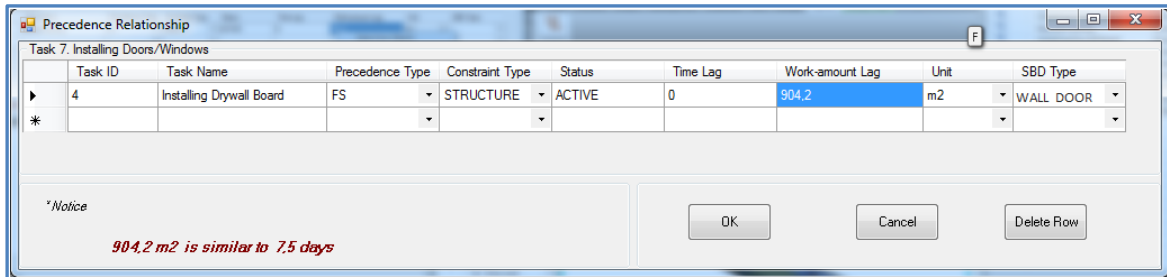 Precedence Relationship
F
Task 7. Installing Doors/Windows
Task ID Task Name Precedence Type Constraint Type Status Time Lag Work-amount Lag Unit SBD Type
4 Installing Drywall Board FS STRUCTURE ACTIVE 0 904,2 m2 WALL DOOR
*Notice
OK Cancel Delete Row
904,2 m2 is similar to 7,5 days